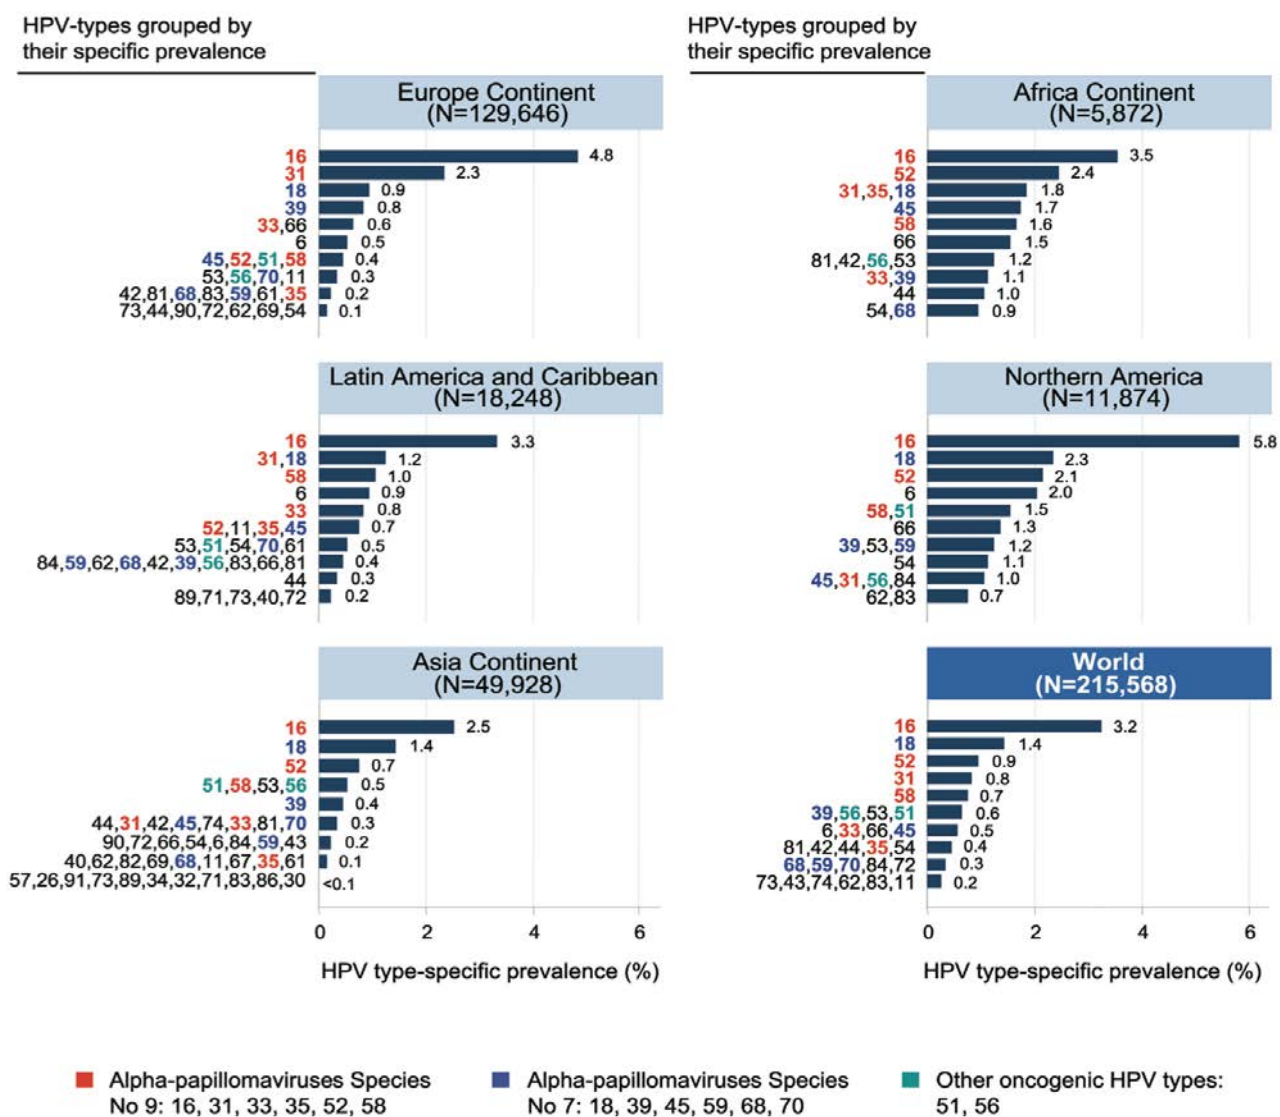 HPV-types grouped by
their specific prevalence
Europe Continent
(N=129,646)
16 4.8
31 2.3
18 0.9
39 0.8
33,66 0.6
6 0.5
45,52,51,58 0.4
53,56,70,11 0.3
42,81,68,83,59,61,35 0.2
73,44,90,72,62,69,54 0.1
HPV-types grouped by
their specific prevalence
Africa Continent
(N=5,872)
16 3.5
52 2.4
31,35,18 1.8
45 1.7
58 1.6
66 1.5
81,42,56,53 1.2
33,39 1.1
44 1.0
54,68 0.9
Latin America and Caribbean
(N=18,248)
16 3.3
31,18 1.2
58 1.0
6 0.9
33 0.8
52,11,35,45 0.7
53,51,54,70,61 0.5
84,59,62,68,42,39,56,83,66,81 0.4
44 0.3
89,71,73,40,72 0.2
Northern America
(N=11,874)
16 5.8
18 2.3
52 2.1
6 2.0
58,51 1.5
66 1.3
39,53,59 1.2
54 1.1
45,31,56,84 1.0
62,83 0.7
Asia Continent
(N=49,928)
16 2.5
18 1.4
52 0.7
51,58,53,56 0.5
39 0.4
44,31,42,45,74,33,81,70 0.3
90,72,66,54,6,84,59,43 0.2
40,62,82,69,68,11,67,35,61 0.1
57,26,91,73,89,34,32,71,83,86,30 <0.1
0 2 4 6
HPV type-specific prevalence (%)
World
(N=215,568)
16 3.2
18 1.4
52 0.9
31 0.8
58 0.7
39,56,53,51 0.6
6,33,66,45 0.5
81,42,44,35,54 0.4
68,59,70,84,72 0.3
73,43,74,62,83,11 0.2
0 2 4 6
HPV type-specific prevalence (%)
Alpha-papillomaviruses Species
No 9: 16, 31, 33, 35, 52, 58
Alpha-papillomaviruses Species
No 7: 18, 39, 45, 59, 68, 70
Other oncogenic HPV types:
51, 56